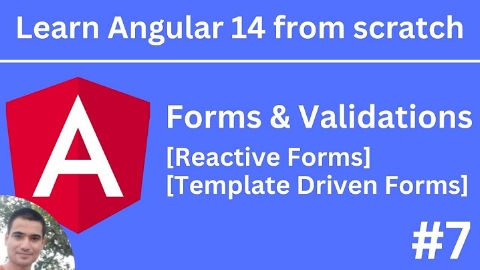 Learn Angular 14 from scratch
A
Forms & Validations
[Reactive Forms]
[Template Driven Forms]
#7